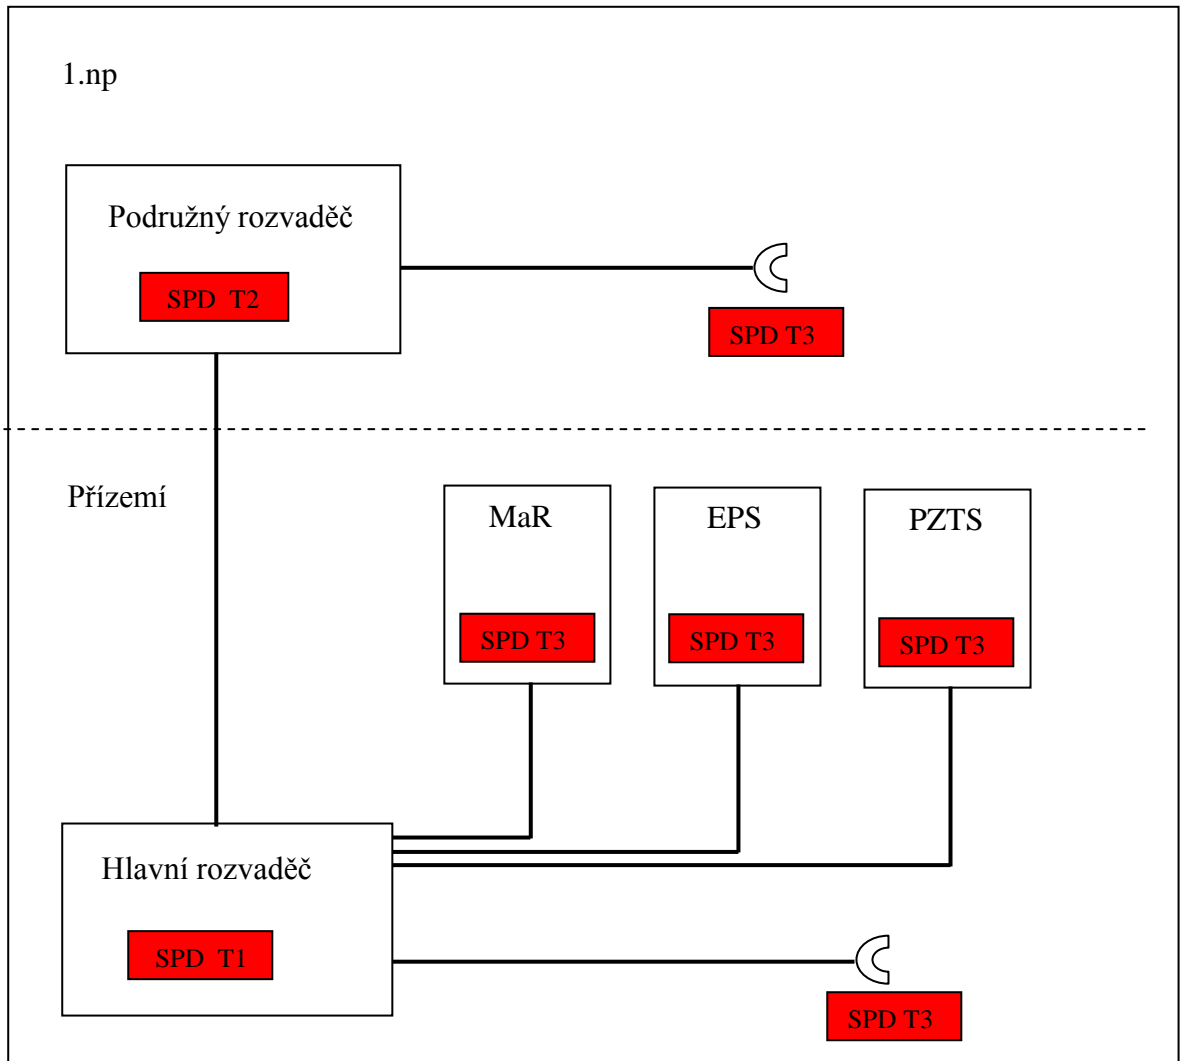 1.np
Podružný rozvaděč
SPD T2
SPD T3
Přízemí
MaR
EPS
PZTS
SPD T3
SPD T3
SPD T3
Hlavní rozvaděč
SPD T1
SPD T3